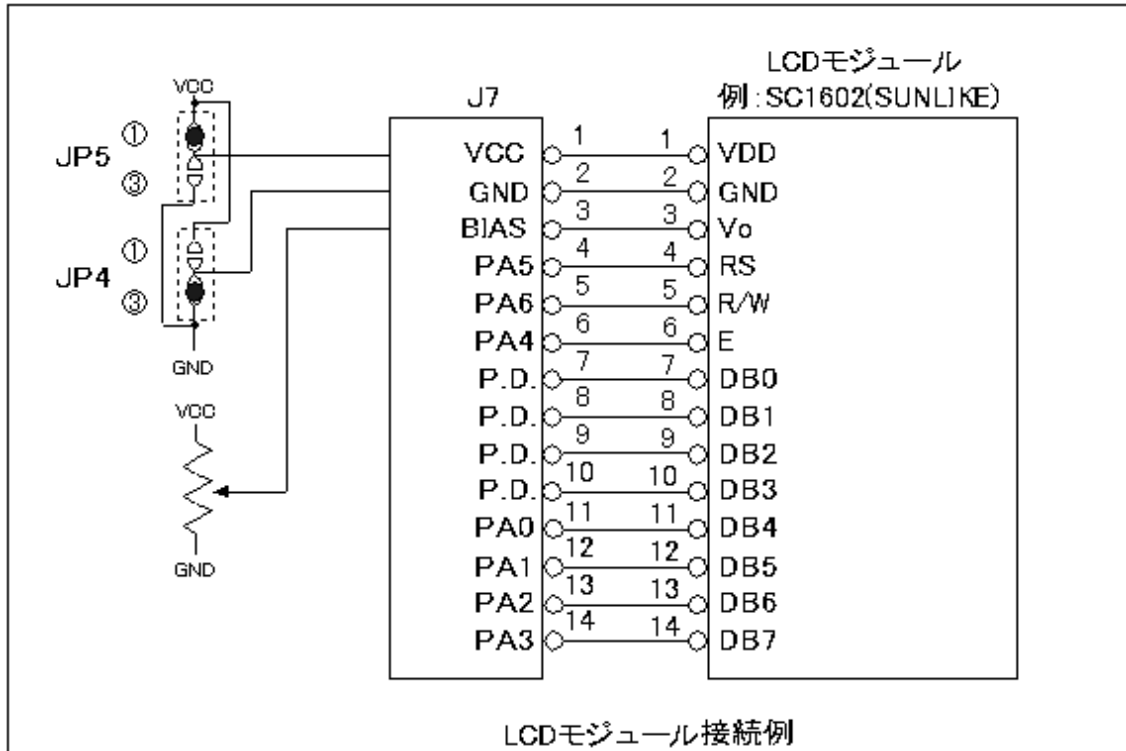 LCDモジュール
例:SC1602(SUNLIKE)
J7
VCC
JP5
①
③
JP4
①
③
GND
VCC
GND
VCC 1 1 VDD
GND 2 2 GND
BIAS 3 3 Vo
PA5 4 4 RS
PA6 5 5 R/W
PA4 6 6 E
P.D. 7 7 DB0
P.D. 8 8 DB1
P.D. 9 9 DB2
P.D. 10 10 DB3
PA0 11 11 DB4
PA1 12 12 DB5
PA2 13 13 DB6
PA3 14 14 DB7
LCDモジュール接続例